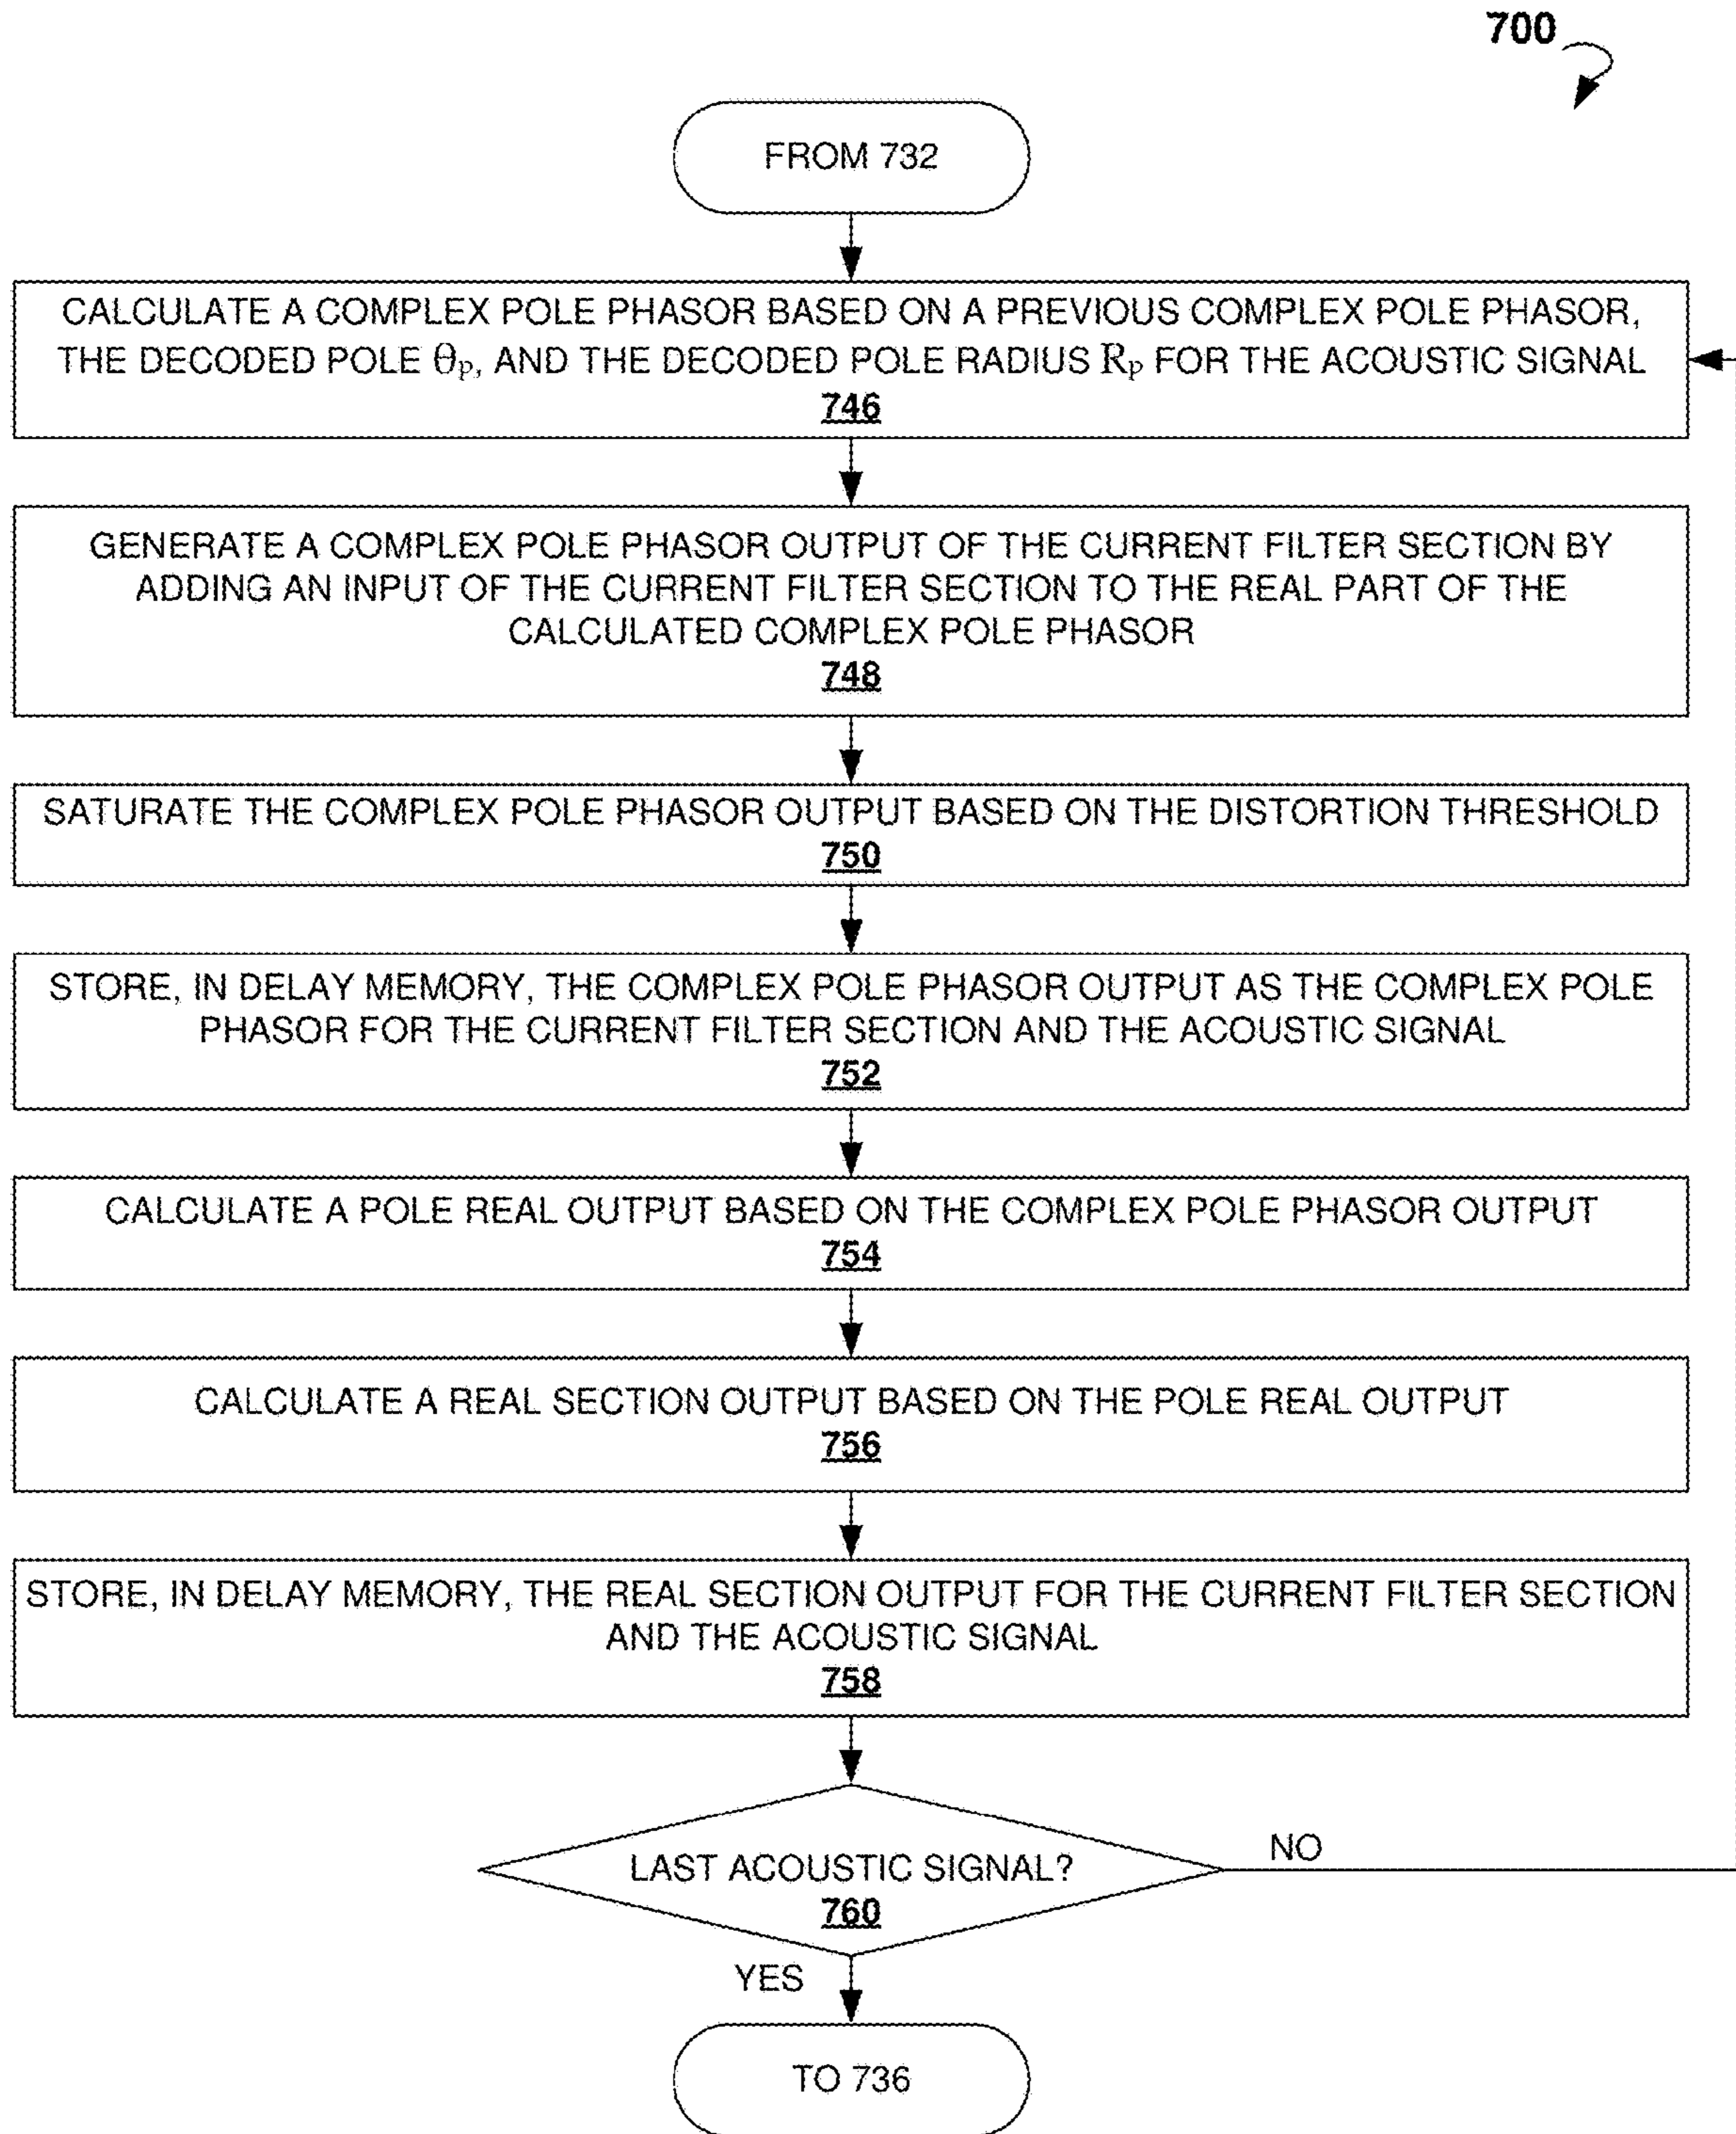 700
FROM 732
CALCULATE A COMPLEX POLE PHASOR BASED ON A PREVIOUS COMPLEX POLE PHASOR,
THE DECODED POLE θp, AND THE DECODED POLE RADIUS Rp FOR THE ACOUSTIC SIGNAL
746
GENERATE A COMPLEX POLE PHASOR OUTPUT OF THE CURRENT FILTER SECTION BY
ADDING AN INPUT OF THE CURRENT FILTER SECTION TO THE REAL PART OF THE
CALCULATED COMPLEX POLE PHASOR
748
SATURATE THE COMPLEX POLE PHASOR OUTPUT BASED ON THE DISTORTION THRESHOLD
750
STORE, IN DELAY MEMORY, THE COMPLEX POLE PHASOR OUTPUT AS THE COMPLEX POLE
PHASOR FOR THE CURRENT FILTER SECTION AND THE ACOUSTIC SIGNAL
752
CALCULATE A POLE REAL OUTPUT BASED ON THE COMPLEX POLE PHASOR OUTPUT
754
CALCULATE A REAL SECTION OUTPUT BASED ON THE POLE REAL OUTPUT
756
STORE, IN DELAY MEMORY, THE REAL SECTION OUTPUT FOR THE CURRENT FILTER SECTION
AND THE ACOUSTIC SIGNAL
758
LAST ACOUSTIC SIGNAL?
760
NO
YES
TO 736